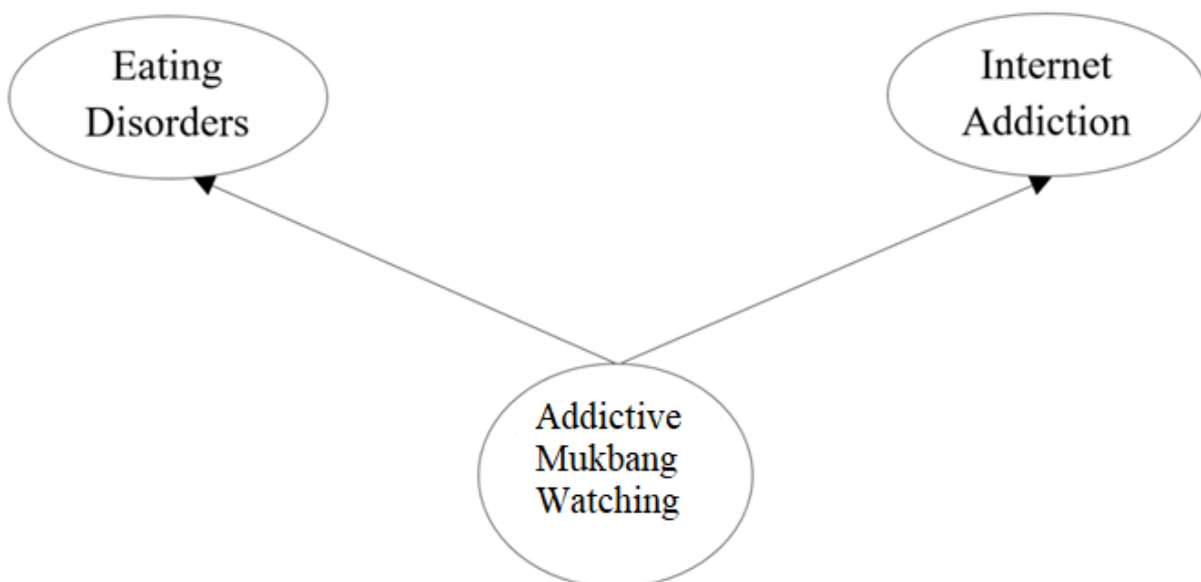 Eating
Disorders
Internet
Addiction
Addictive
Mukbang
Watching